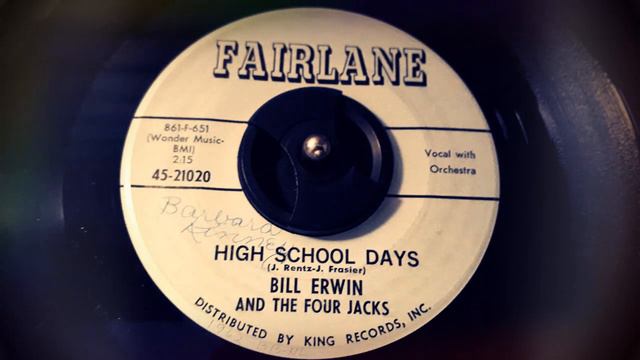 FAIRLANE
861-F-651
(Wonder Music-
BMI)
2:15
45-21020
Vocal with
Orchestra
Barbara
HIGH SCHOOL DAYS
(J. Rentz-J. Frasier)
BILL ERWIN
AND THE FOUR JACKS
DISTRIBUTED BY KING RECORDS, INC.